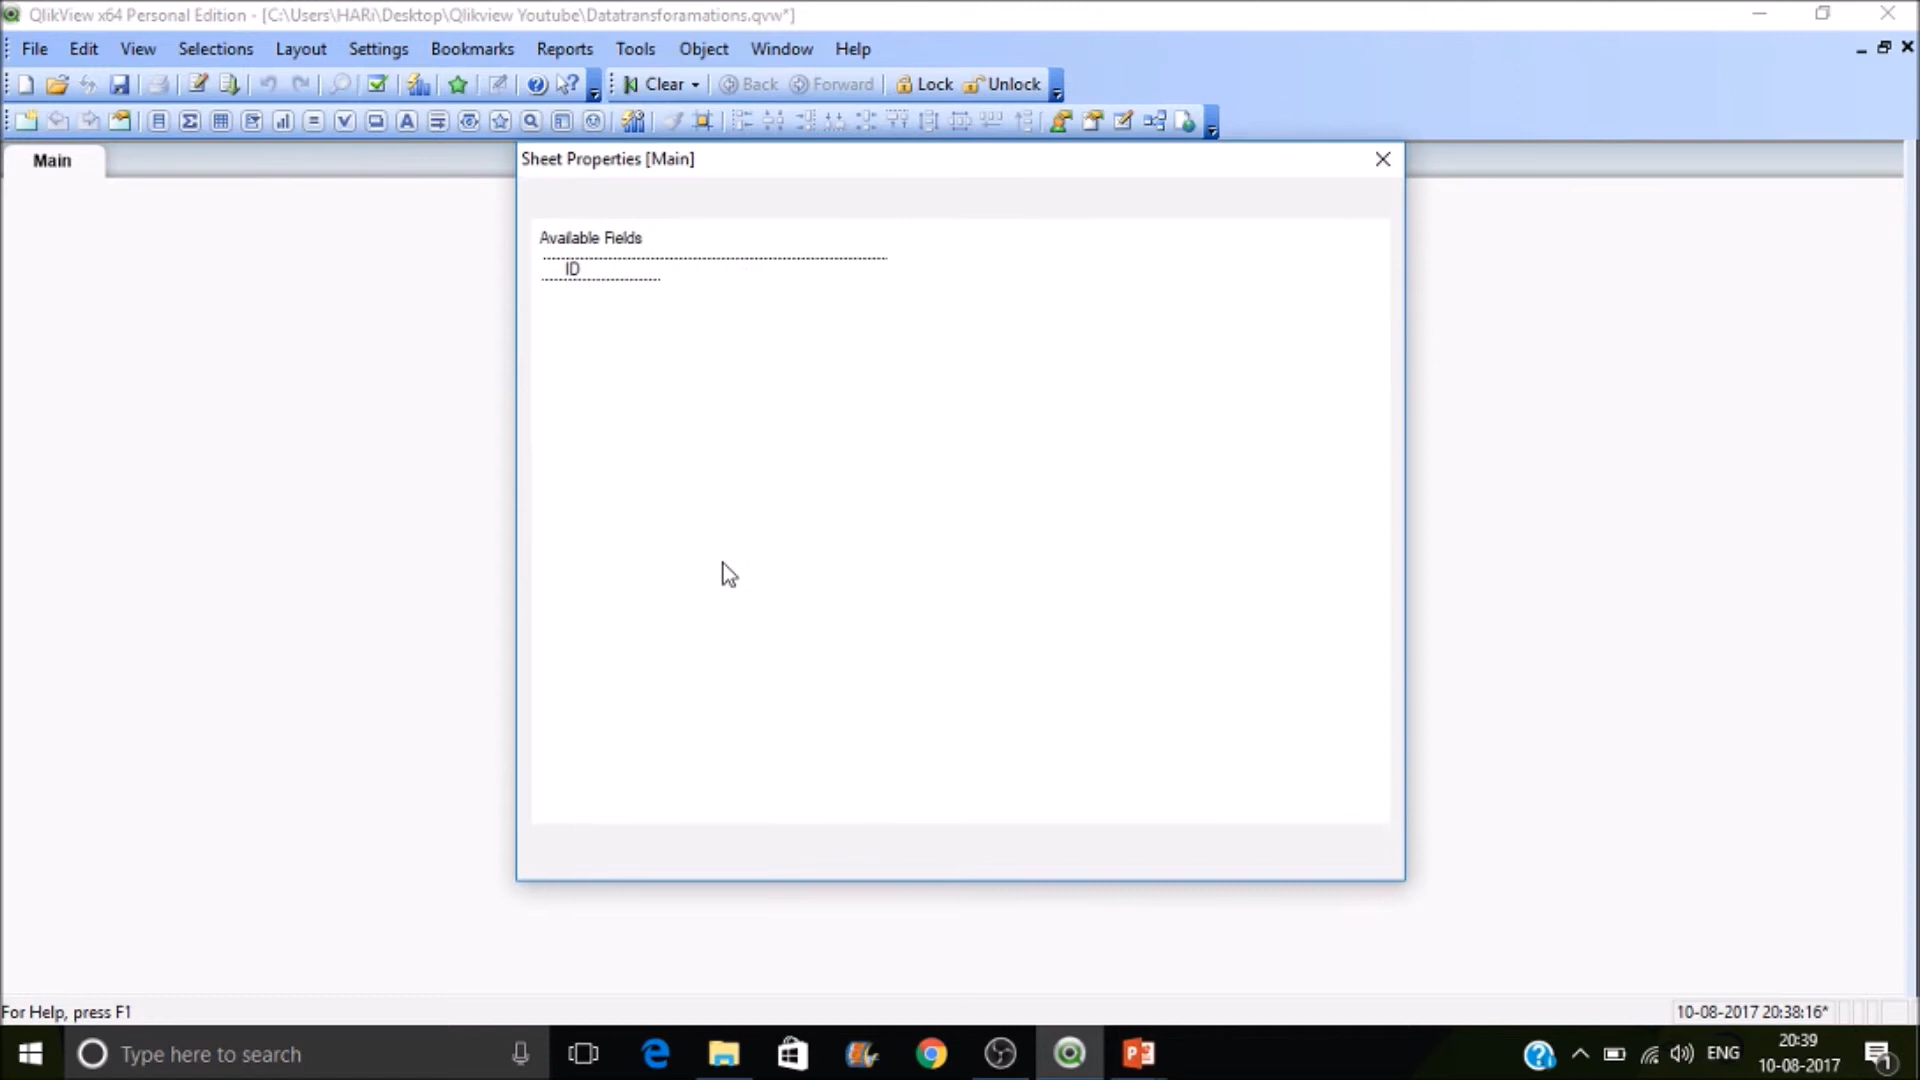 QlikView x64 Personal Edition - [C:\Users\HARi\Desktop\Qlikview Youtube\Datatransforamations.qvw*]
File Edit View Selections Layout Settings Bookmarks Reports Tools Object Window Help
Clear Back Forward Lock Unlock
Main
Sheet Properties [Main]
Available Fields
ID
For Help, press F1
10-08-2017 20:38:16*
Type here to search
ENG
20:39
10-08-2017
1